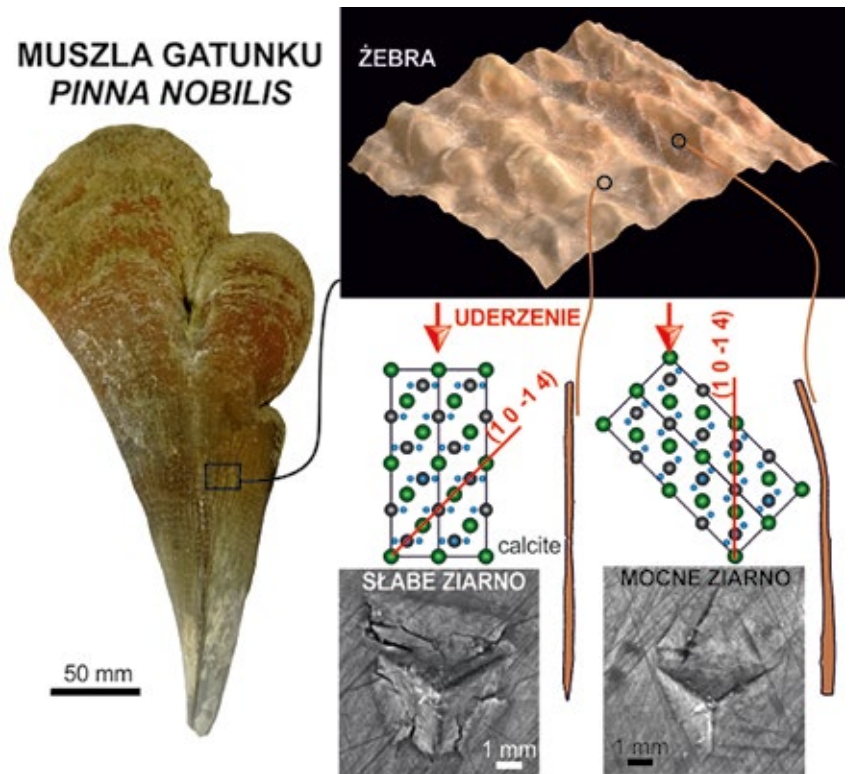 MUSZLA GATUNKU
PINNA NOBILIS
ŻEBRA
UDERZENIE
(1 0 -1 4)
(1 0 -1 4)
calcite
SŁABE ZIARNO
MOCNE ZIARNO
50 mm
1 mm
1 mm